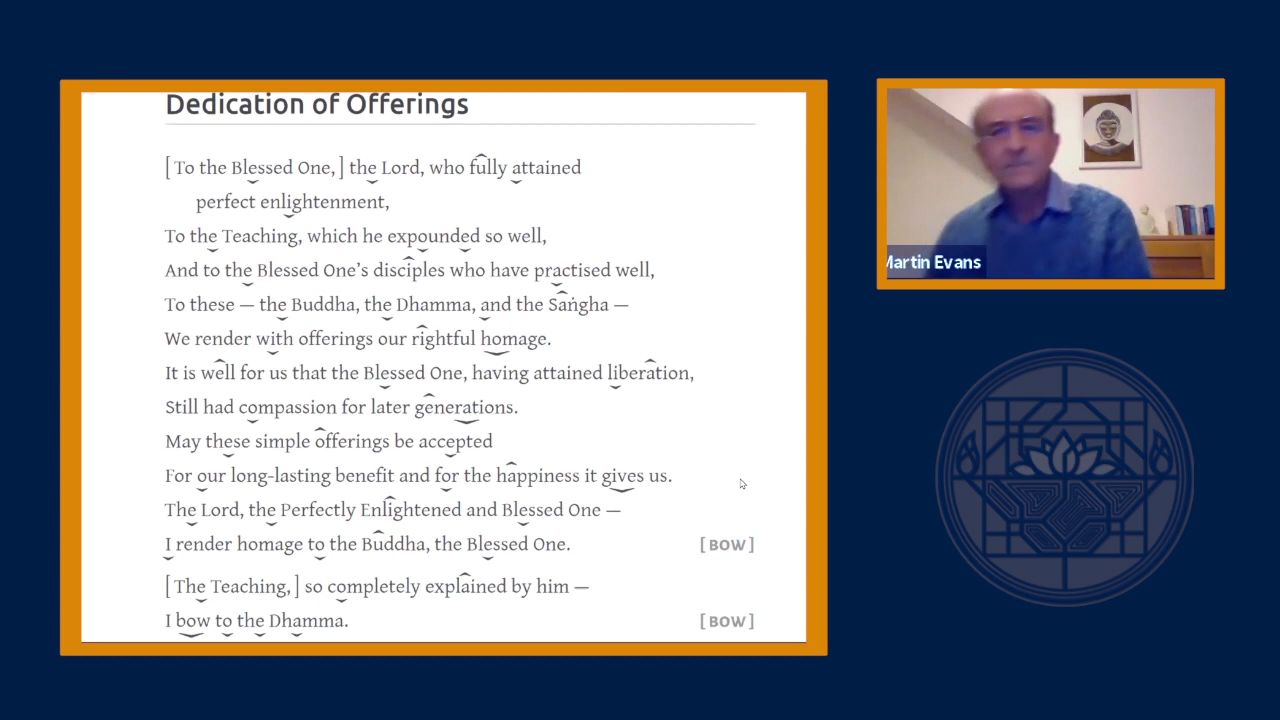 Dedication of Offerings
[ To the Blessed One, ] the Lord, who fully attained
perfect enlightenment,
To the Teaching, which he expounded so well,
And to the Blessed One’s disciples who have practised well,
To these — the Buddha, the Dhamma, and the Saṅgha —
We render with offerings our rightful homage.
It is well for us that the Blessed One, having attained liberation,
Still had compassion for later generations.
May these simple offerings be accepted
For our long-lasting benefit and for the happiness it gives us.
The Lord, the Perfectly Enlightened and Blessed One —
I render homage to the Buddha, the Blessed One. [ BOW ]
[ The Teaching, ] so completely explained by him —
I bow to the Dhamma. [ BOW ]
Martin Evans